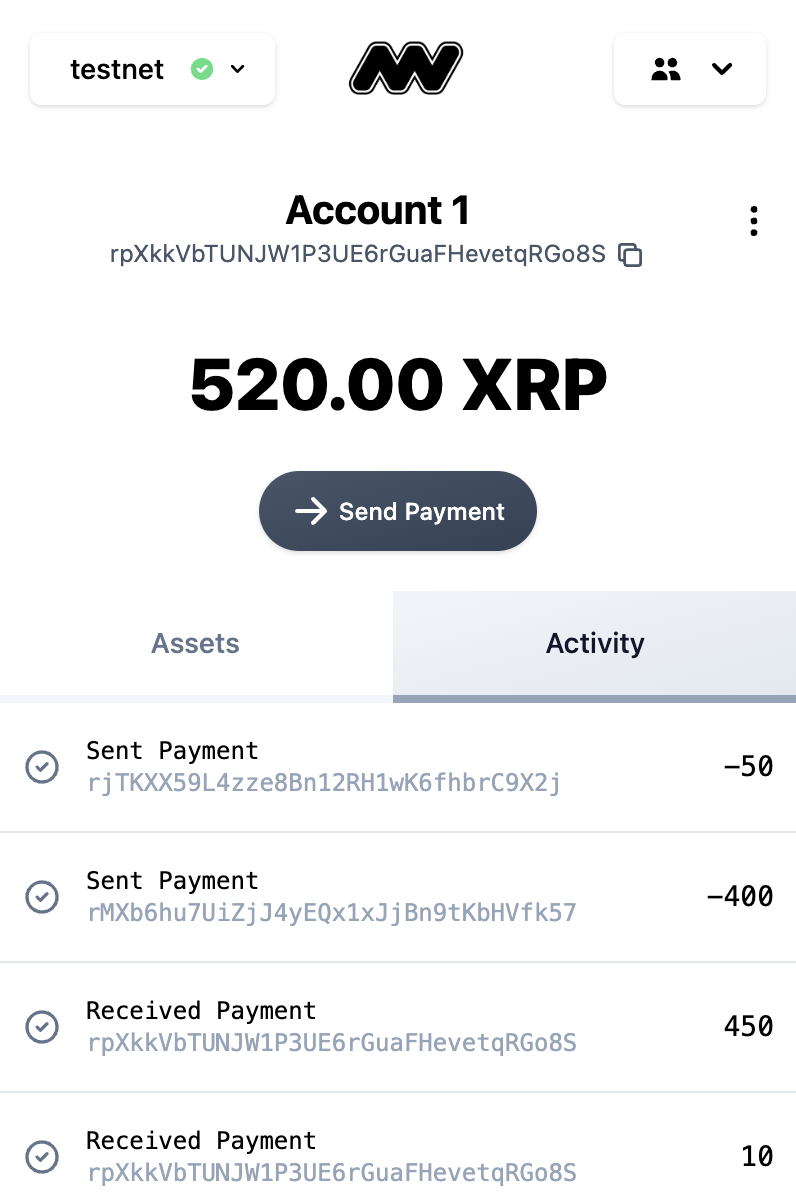 testnet
Account 1
rpXkkVbTUNJW1P3UE6rGuaFHevetqRGo8S
520.00 XRP
Send Payment
Assets
Activity
Sent Payment
rjTKXX59L4zze8Bn12RH1wK6fhbrC9X2j
−50
Sent Payment
rMXb6hu7UiZjJ4yEQx1xJjBn9tKbHVfk57
−400
Received Payment
rpXkkVbTUNJW1P3UE6rGuaFHevetqRGo8S
450
Received Payment
rpXkkVbTUNJW1P3UE6rGuaFHevetqRGo8S
10